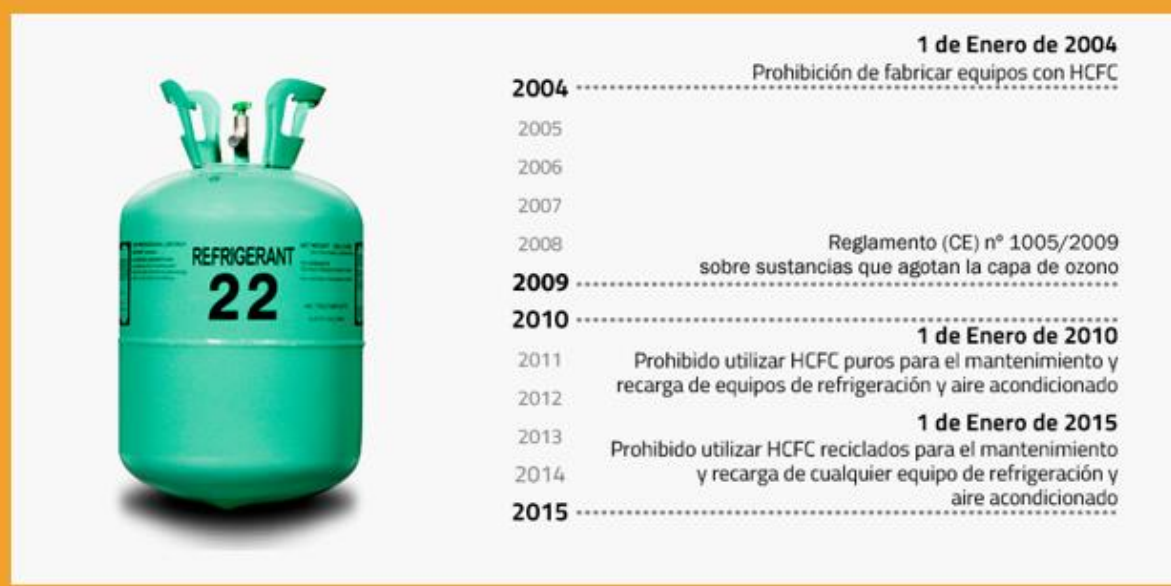 REFRIGERANT
22
1 de Enero de 2004
Prohibición de fabricar equipos con HCFC
2004
2005
2006
2007
2008
Reglamento (CE) nº 1005/2009
sobre sustancias que agotan la capa de ozono
2009
2010
1 de Enero de 2010
Prohibido utilizar HCFC puros para el mantenimiento y
recarga de equipos de refrigeración y aire acondicionado
2011
2012
1 de Enero de 2015
Prohibido utilizar HCFC reciclados para el mantenimiento
y recarga de cualquier equipo de refrigeración y
aire acondicionado
2013
2014
2015